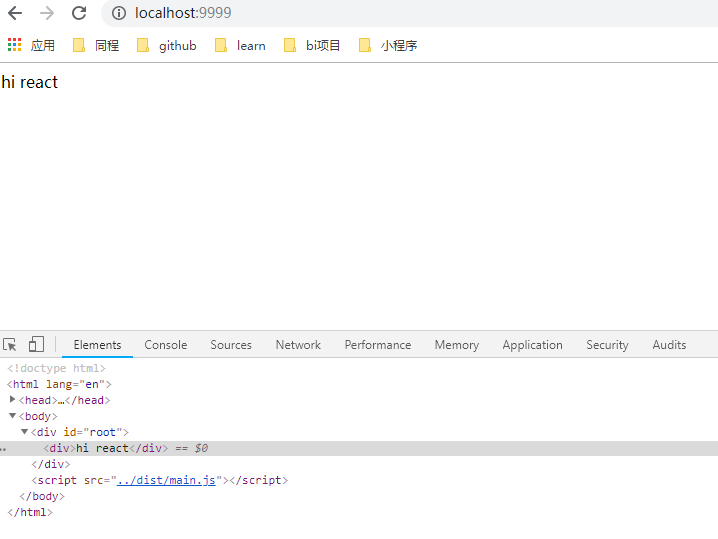 localhost:9999
应用 同程 github learn bi项目 小程序
hi react
Elements Console Sources Network Performance Memory Application Security Audits
<!doctype html>
<html lang="en">
<head>…</head>
<body>
<div id="root">
<div>hi react</div> == $0
</div>
<script src="../dist/main.js"></script>
</body>
</html>